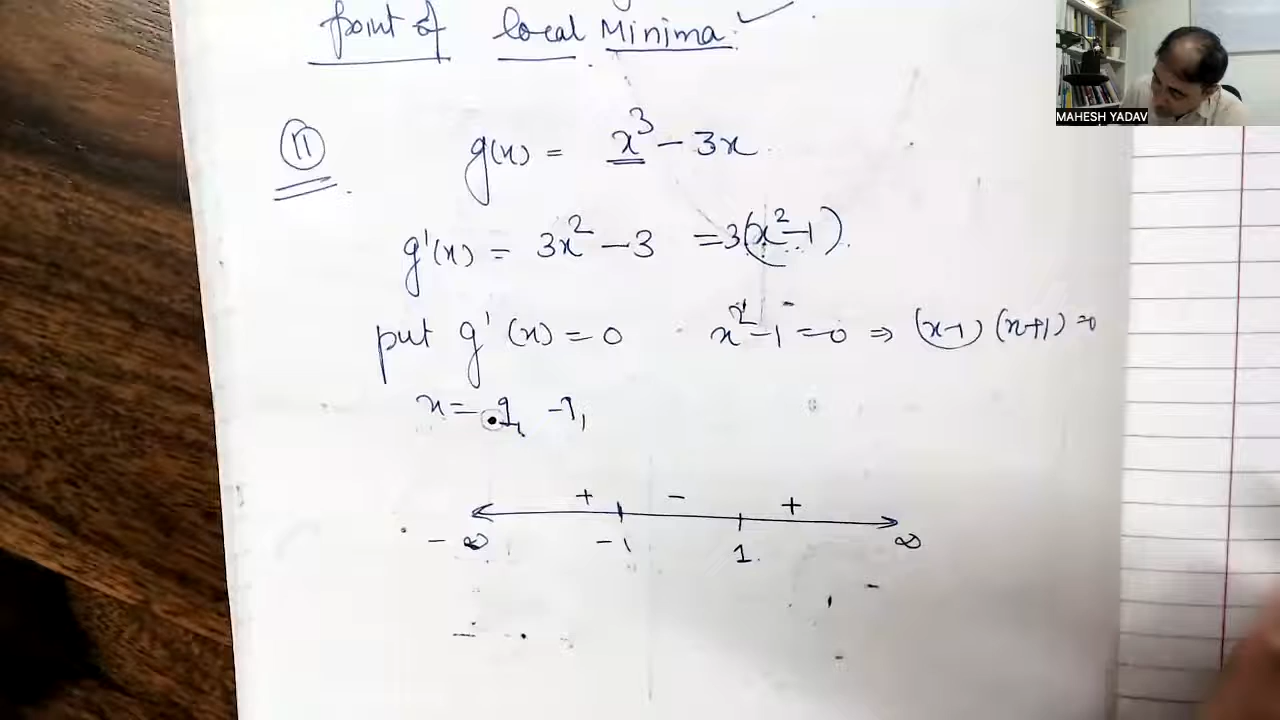 point of local Minima
(11) g(x) = x³ - 3x
g'(x) = 3x² - 3 = 3(x² - 1).
put g'(x) = 0 x² - 1 = 0 ⇒ (x-1) (x+1) = 0
x = 1, -1,
+ - +
- ∞ -1 1 ∞
MAHESH YADAV